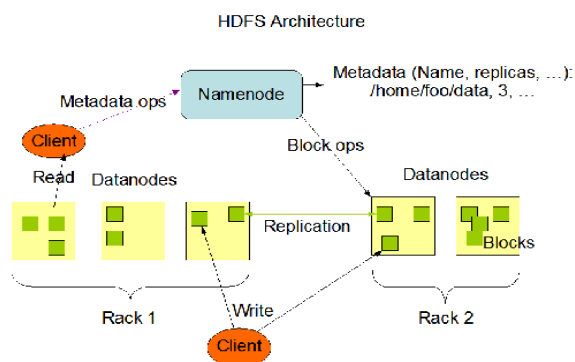 HDFS Architecture
Namenode
Metadata (Name, replicas, ...):
/home/foo/data, 3, ...
Metadata ops
Client
Block ops
Read
Datanodes
Datanodes
Replication
Blocks
Rack 1
Write
Rack 2
Client